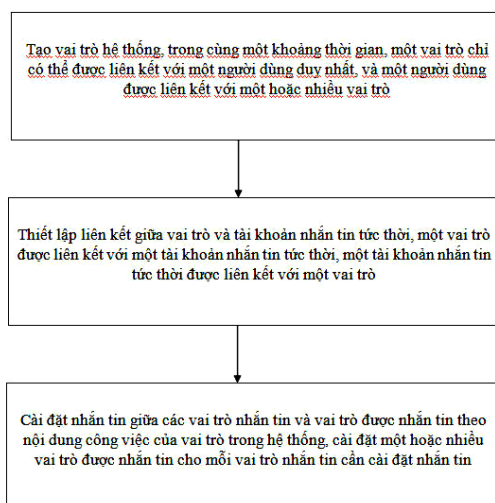 Tạo vai trò hệ thống, trong cùng một khoảng thời gian, một vai trò chỉ
có thể được liên kết với một người dùng duy nhất, và một người dùng
được liên kết với một hoặc nhiều vai trò
Thiết lập liên kết giữa vai trò và tài khoản nhắn tin tức thời, một vai trò
được liên kết với một tài khoản nhắn tin tức thời, một tài khoản nhắn tin
tức thời được liên kết với một vai trò
Cài đặt nhắn tin giữa các vai trò nhắn tin và vai trò được nhắn tin theo
nội dung công việc của vai trò trong hệ thống, cài đặt một hoặc nhiều
vai trò được nhắn tin cho mỗi vai trò nhắn tin cần cài đặt nhắn tin